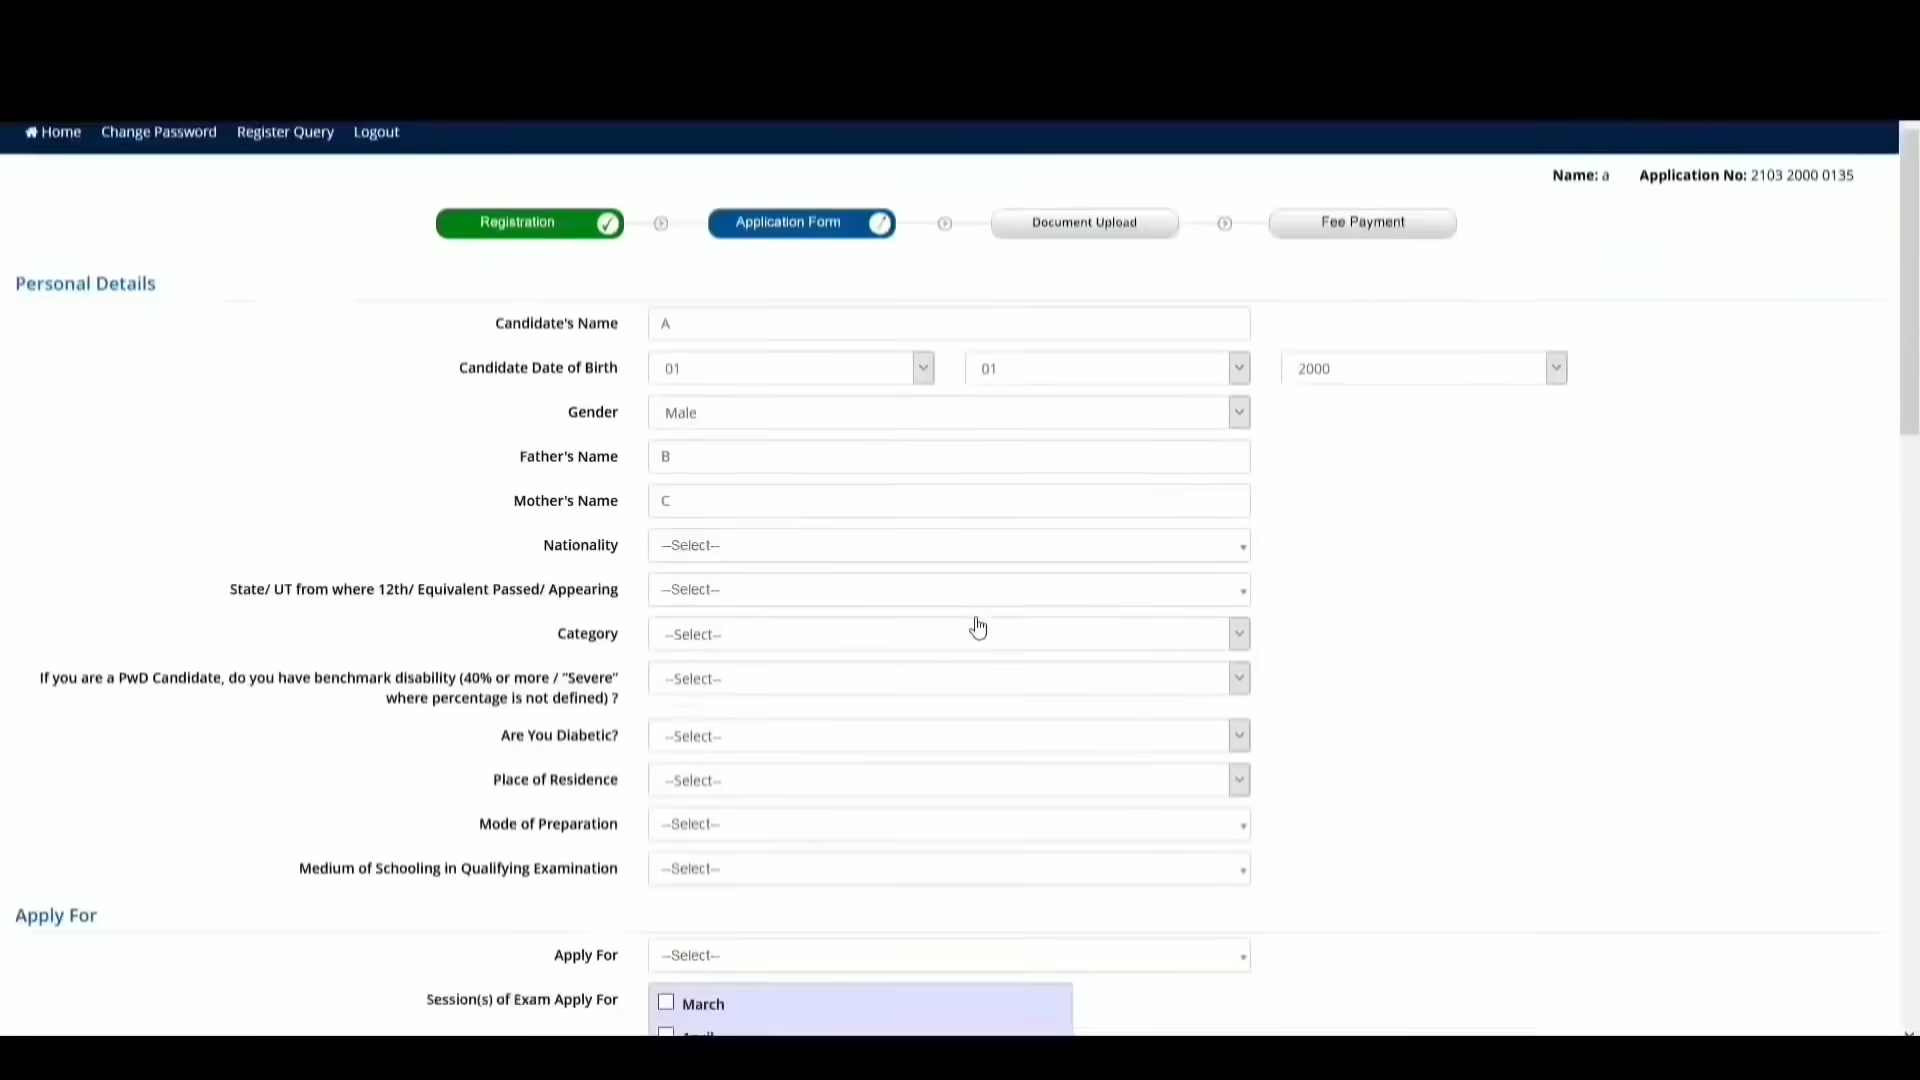 Home Change Password Register Query Logout
Name: a Application No: 2103 2000 0135
Registration Application Form Document Upload Fee Payment
Personal Details
Candidate's Name A
Candidate Date of Birth 01 01 2000
Gender Male
Father's Name B
Mother's Name C
Nationality --Select--
State/ UT from where 12th/ Equivalent Passed/ Appearing --Select--
Category --Select--
If you are a PwD Candidate, do you have benchmark disability (40% or more / "Severe" --Select--
where percentage is not defined) ?
Are You Diabetic? --Select--
Place of Residence --Select--
Mode of Preparation --Select--
Medium of Schooling in Qualifying Examination --Select--
Apply For
Apply For --Select--
Session(s) of Exam Apply For March